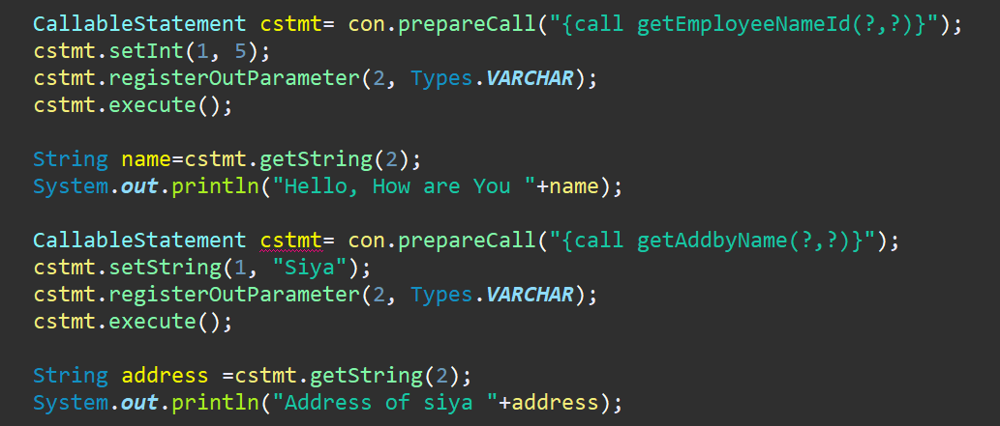 CallableStatement cstmt= con.prepareCall("{call getEmployeeNameId(?,?)}");
cstmt.setInt(1, 5);
cstmt.registerOutParameter(2, Types.VARCHAR);
cstmt.execute();
String name=cstmt.getString(2);
System.out.println("Hello, How are You "+name);
CallableStatement cstmt= con.prepareCall("{call getAddbyName(?,?)}");
cstmt.setString(1, "Siya");
cstmt.registerOutParameter(2, Types.VARCHAR);
cstmt.execute();
String address =cstmt.getString(2);
System.out.println("Address of siya "+address);